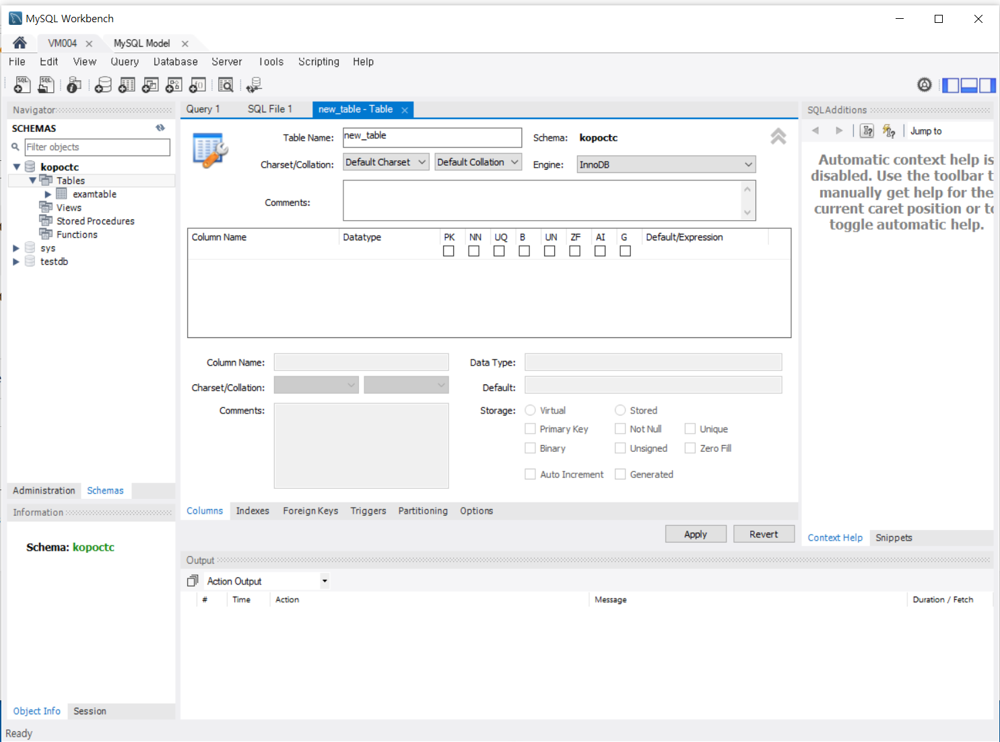 MySQL Workbench
VM004
MySQL Model
File Edit View Query Database Server Tools Scripting Help
Navigator
SCHEMAS
Filter objects
kopoctc
Tables
examtable
Views
Stored Procedures
Functions
sys
testdb
Administration Schemas
Information
Schema: kopoctc
Object Info Session
Query 1 SQL File 1 new_table - Table
Table Name: new_table Schema: kopoctc
Charset/Collation: Default Charset Default Collation Engine: InnoDB
Comments:
Column Name Datatype PK NN UQ B UN ZF AI G Default/Expression
Column Name: Data Type:
Charset/Collation: Default:
Comments: Storage: Virtual Stored
Primary Key Not Null Unique
Binary Unsigned Zero Fill
Auto Increment Generated
Columns Indexes Foreign Keys Triggers Partitioning Options
Apply Revert
Output
Action Output
# Time Action Message Duration / Fetch
SQLAdditions
Jump to
Automatic context help is
disabled. Use the toolbar t
manually get help for the
current caret position or to
toggle automatic help.
Context Help Snippets
Ready